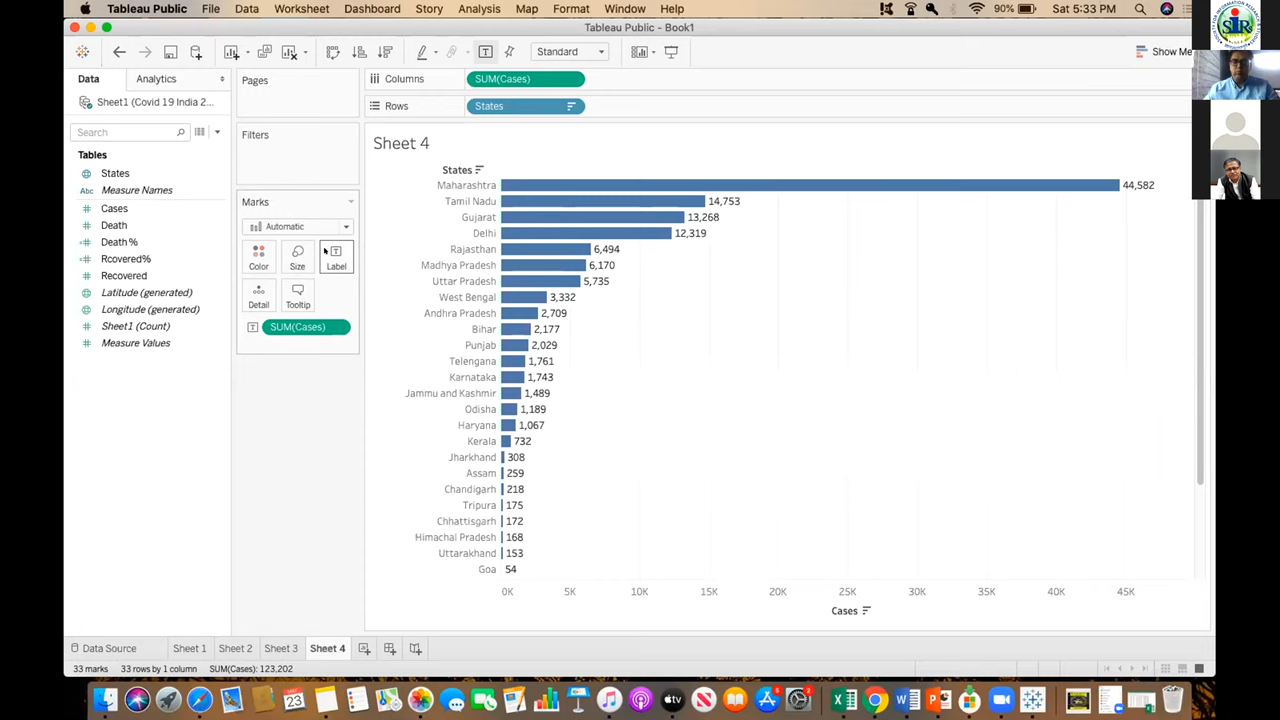 Tableau Public File Data Worksheet Dashboard Story Analysis Map Format Window Help 90% Sat 5:33 PM
Tableau Public - Book1
Standard Show Me
Data Analytics
Sheet1 (Covid 19 India 2...
Search
Tables
States
Abc Measure Names
Cases
Death
Death %
Rcovered%
Recovered
Latitude (generated)
Longitude (generated)
Sheet1 (Count)
Measure Values
Pages
Filters
Marks
Automatic
Color Size Label
Detail Tooltip
SUM(Cases)
Columns SUM(Cases)
Rows States
Sheet 4
States
Maharashtra 44,582
Tamil Nadu 14,753
Gujarat 13,268
Delhi 12,319
Rajasthan 6,494
Madhya Pradesh 6,170
Uttar Pradesh 5,735
West Bengal 3,332
Andhra Pradesh 2,709
Bihar 2,177
Punjab 2,029
Telengana 1,761
Karnataka 1,743
Jammu and Kashmir 1,489
Odisha 1,189
Haryana 1,067
Kerala 732
Jharkhand 308
Assam 259
Chandigarh 218
Tripura 175
Chhattisgarh 172
Himachal Pradesh 168
Uttarakhand 153
Goa 54
0K 5K 10K 15K 20K 25K 30K 35K 40K 45K
Cases
Data Source Sheet 1 Sheet 2 Sheet 3 Sheet 4
33 marks 33 rows by 1 column SUM(Cases): 123,202
23
tv
SIR